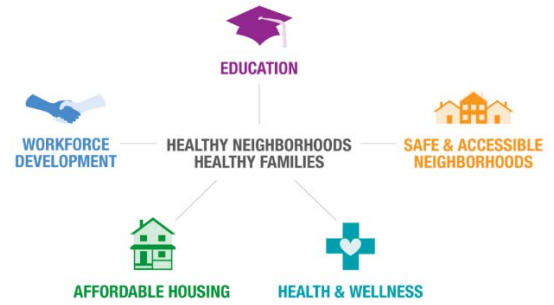 EDUCATION
WORKFORCE
DEVELOPMENT
HEALTHY NEIGHBORHOODS
HEALTHY FAMILIES
SAFE & ACCESSIBLE
NEIGHBORHOODS
AFFORDABLE HOUSING
HEALTH & WELLNESS